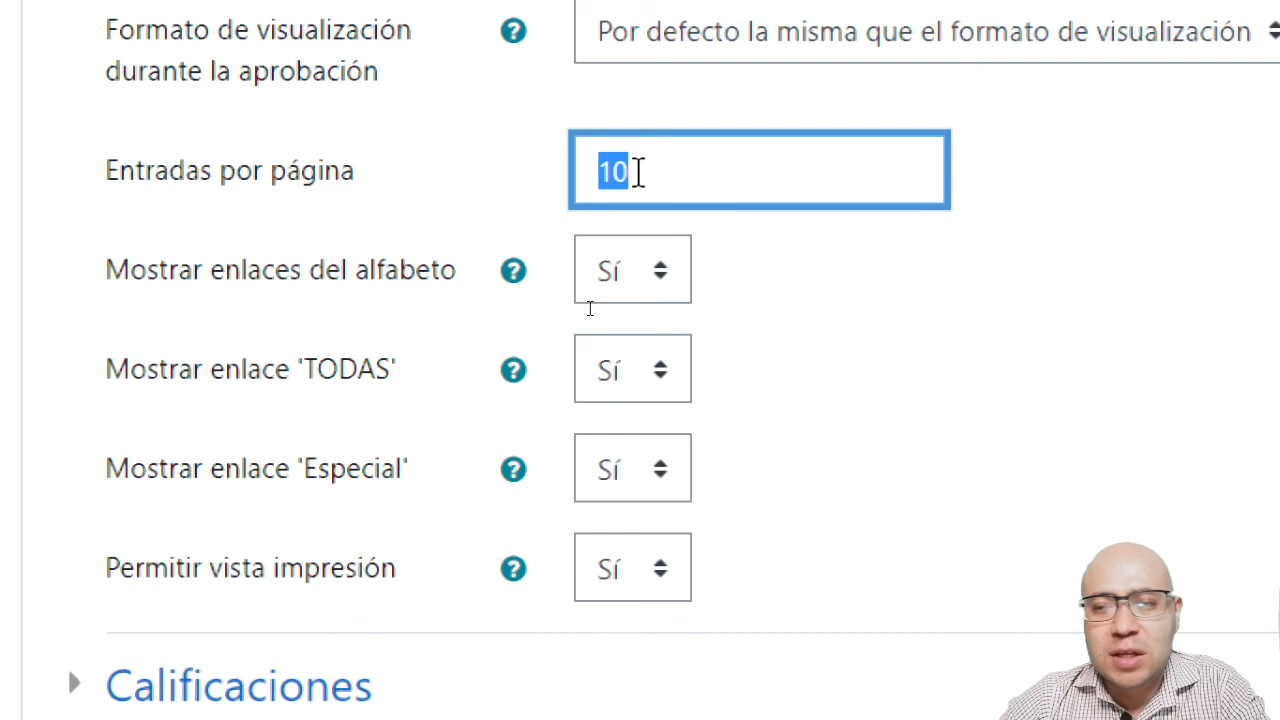 Formato de visualización
durante la aprobación
Por defecto la misma que el formato de visualización
Entradas por página
10
Mostrar enlaces del alfabeto
Sí
Mostrar enlace 'TODAS'
Sí
Mostrar enlace 'Especial'
Sí
Permitir vista impresión
Sí
Calificaciones